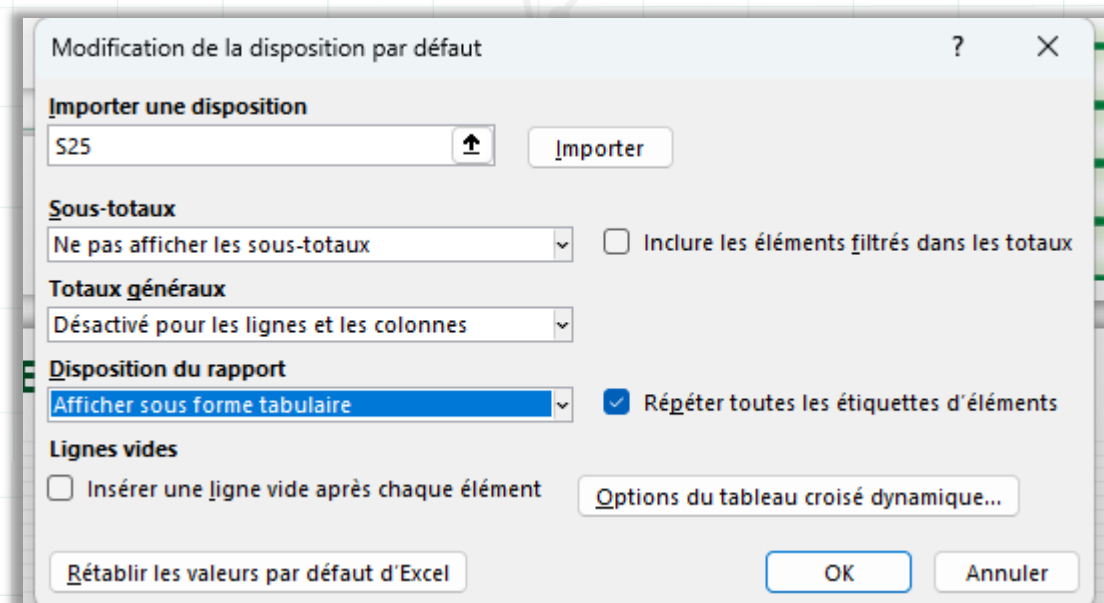 Modification de la disposition par défaut
?
Importer une disposition
S25
Importer
Sous-totaux
Ne pas afficher les sous-totaux
Inclure les éléments filtrés dans les totaux
Totaux généraux
Désactivé pour les lignes et les colonnes
Disposition du rapport
Afficher sous forme tabulaire
Répéter toutes les étiquettes d'éléments
Lignes vides
Insérer une ligne vide après chaque élément
Options du tableau croisé dynamique...
Rétablir les valeurs par défaut d'Excel
OK
Annuler